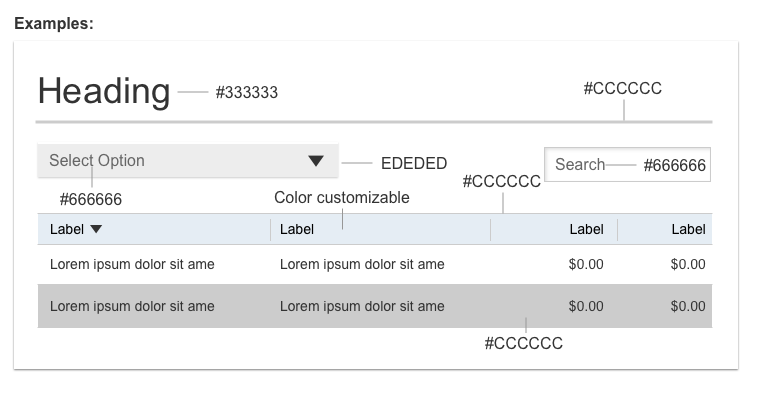 Examples:
Heading #333333
#CCCCCC
Select Option EDEDED
Search #666666
#CCCCCC
#666666 Color customizable
Label Label Label Label
Lorem ipsum dolor sit ame Lorem ipsum dolor sit ame $0.00 $0.00
Lorem ipsum dolor sit ame Lorem ipsum dolor sit ame $0.00 $0.00
#CCCCCC